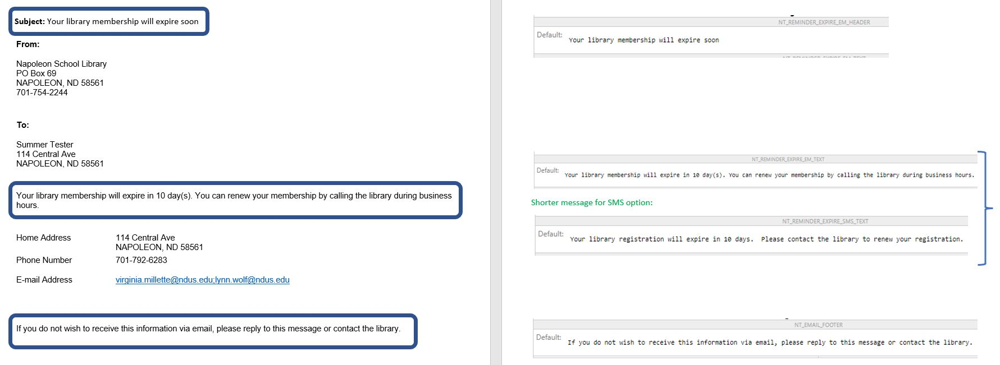 Subject: Your library membership will expire soon
From:
Napoleon School Library
PO Box 69
NAPOLEON, ND 58561
701-754-2244
To:
Summer Tester
114 Central Ave
NAPOLEON, ND 58561
Your library membership will expire in 10 day(s). You can renew your membership by calling the library during business
hours.
Home Address 114 Central Ave
NAPOLEON, ND 58561
Phone Number 701-792-6283
E-mail Address virginia.millette@ndus.edu;lynn.wolf@ndus.edu
If you do not wish to receive this information via email, please reply to this message or contact the library.
NT_REMINDER_EXPIRE_EM_HEADER
Default: Your library membership will expire soon
NT_REMINDER_EXPIRE_EM_TEXT
NT_REMINDER_EXPIRE_EM_TEXT
Default: Your library membership will expire in 10 day(s). You can renew your membership by calling the library during business hours.
Shorter message for SMS option:
NT_REMINDER_EXPIRE_SMS_TEXT
Default: Your library registration will expire in 10 days.  Please contact the library to renew your registration.
NT_EMAIL_FOOTER
Default: If you do not wish to receive this information via email, please reply to this message or contact the library.